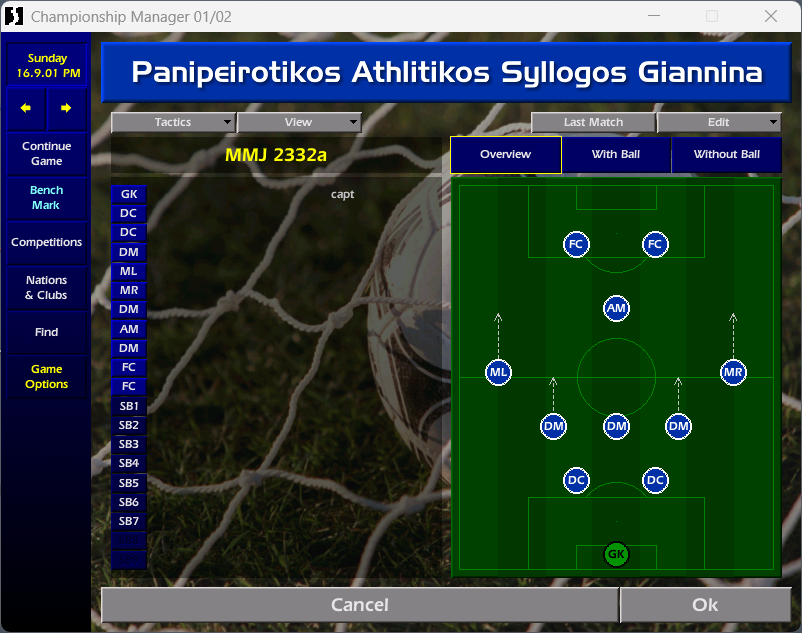 Championship Manager 01/02
Sunday
16.9.01 PM
Continue
Game
Bench
Mark
Competitions
Nations
& Clubs
Find
Game
Options
Panipeirotikos Athlitikos Syllogos Giannina
Tactics View Last Match Edit
MMJ 2332a
Overview With Ball Without Ball
GK capt
DC
DC
DM
ML
MR
DM
AM
DM
FC
FC
SB1
SB2
SB3
SB4
SB5
SB6
SB7
FC FC
AM
ML MR
DM DM DM
DC DC
GK
Cancel Ok